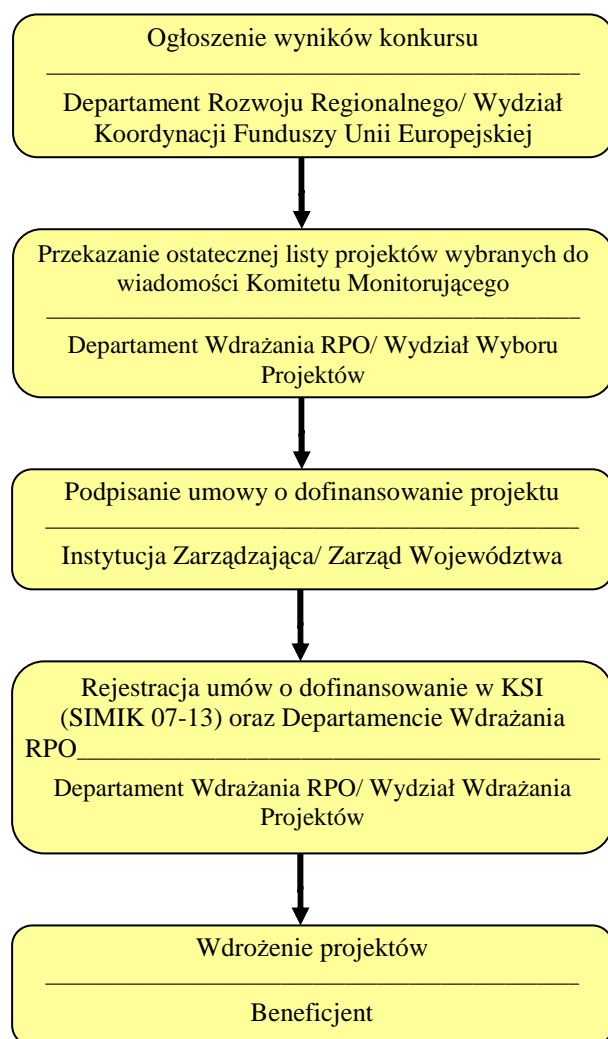 Ogłoszenie wyników konkursu
Departament Rozwoju Regionalnego/ Wydział
Koordynacji Funduszy Unii Europejskiej
Przekazanie ostatecznej listy projektów wybranych do
wiadomości Komitetu Monitorującego
Departament Wdrażania RPO/ Wydział Wyboru
Projektów
Podpisanie umowy o dofinansowanie projektu
Instytucja Zarządzająca/ Zarząd Województwa
Rejestracja umów o dofinansowanie w KSI
(SIMIK 07-13) oraz Departamencie Wdrażania
RPO
Departament Wdrażania RPO/ Wydział Wdrażania
Projektów
Wdrożenie projektów
Beneficjent